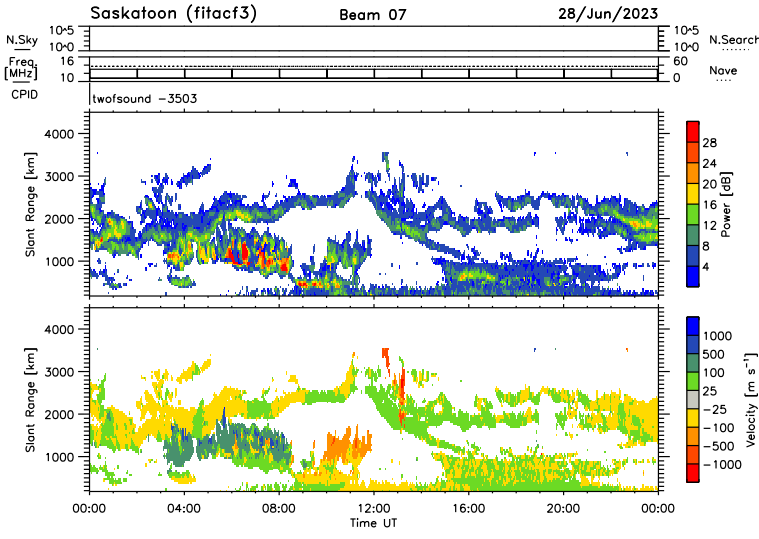 Saskatoon (fitacf3) Beam 07 28/Jun/2023
N.Sky 10^5 10^5 N.Search
10^0 10^0
Freq. 16 60
[MHz] 10 0 Nave
CPID twofsound -3503
Slant Range [km]
4000
3000
2000
1000
Power [dB]
28
24
20
16
12
8
4
Slant Range [km]
4000
3000
2000
1000
Velocity [m s⁻¹]
1000
500
100
25
-25
-100
-500
-1000
00:00 04:00 08:00 12:00 16:00 20:00 00:00
Time UT